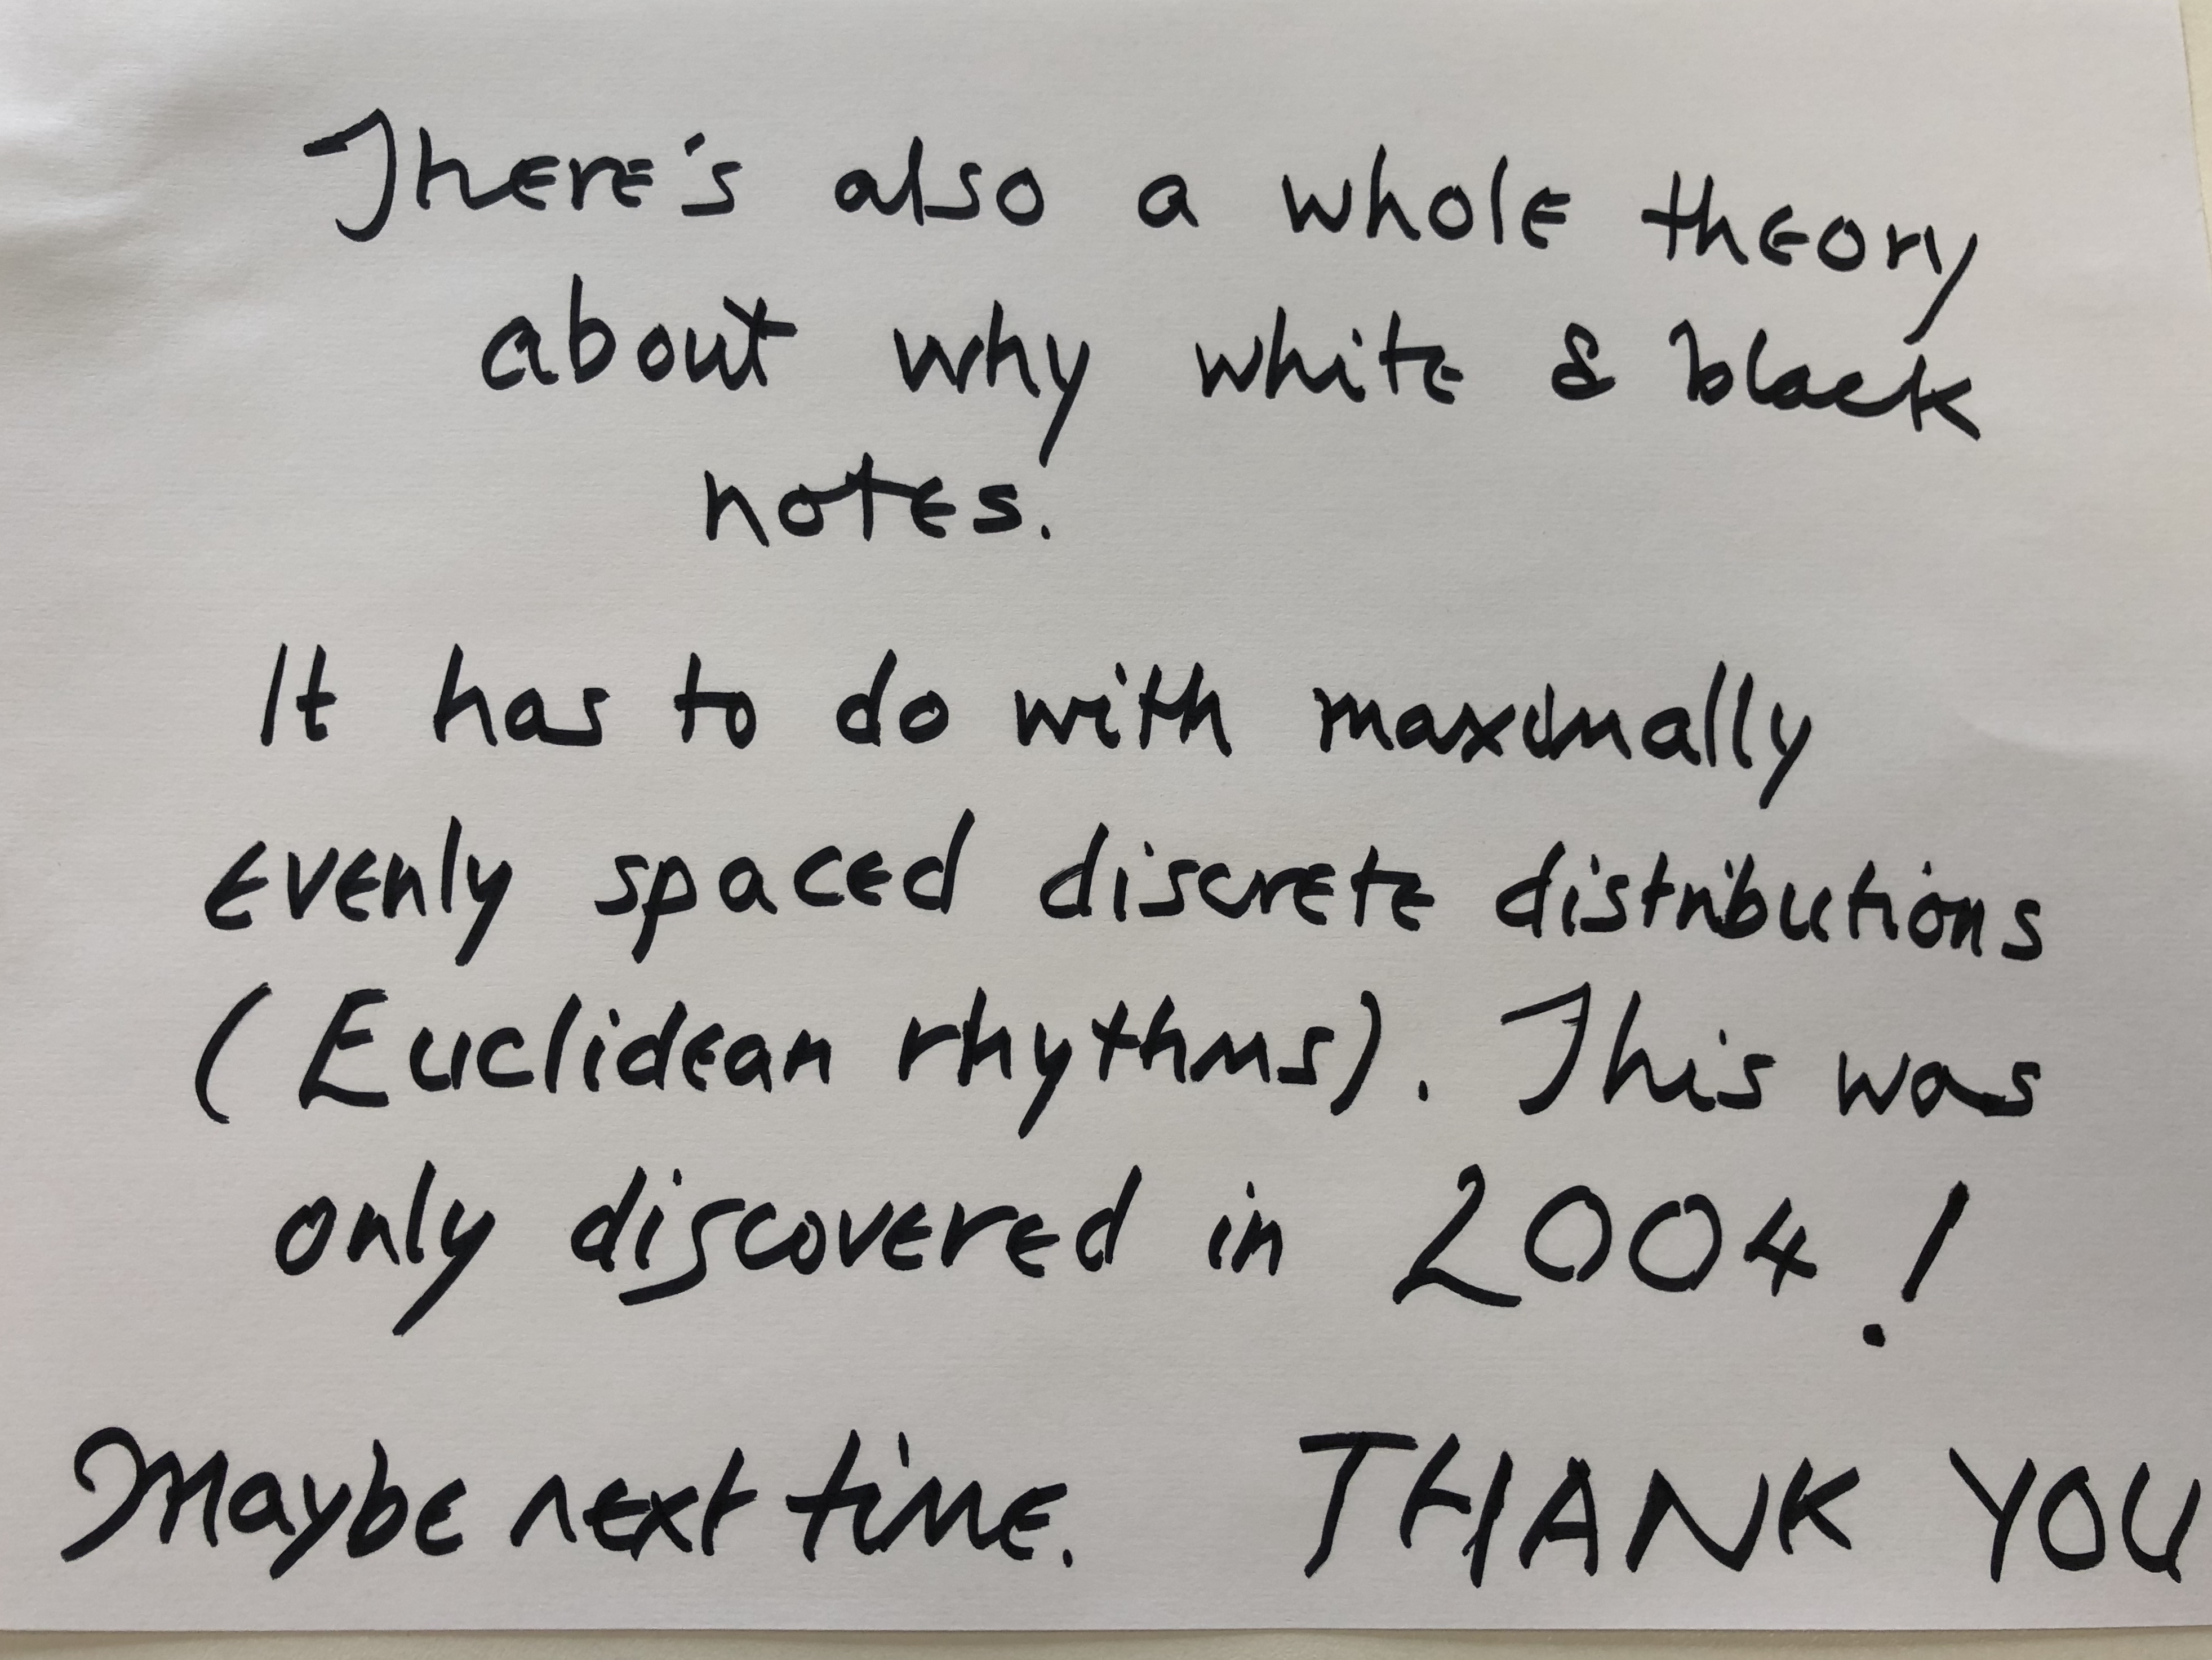 There's also a whole theory
about why white & black
notes.
It has to do with maximally
evenly spaced discrete distributions
(Euclidean rhythms). This was
only discovered in 2004!
Maybe next time. THANK YOU